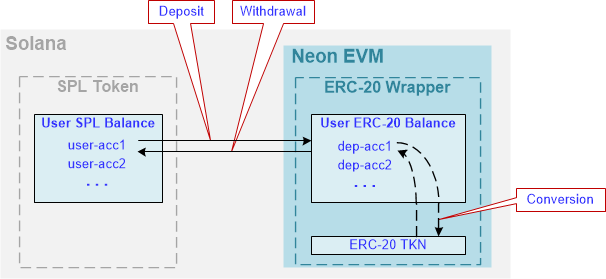 Deposit
Withdrawal
Solana
Neon EVM
SPL Token
ERC-20 Wrapper
User SPL Balance
user-acc1
user-acc2
...
User ERC-20 Balance
dep-acc1
dep-acc2
...
Conversion
ERC-20 TKN